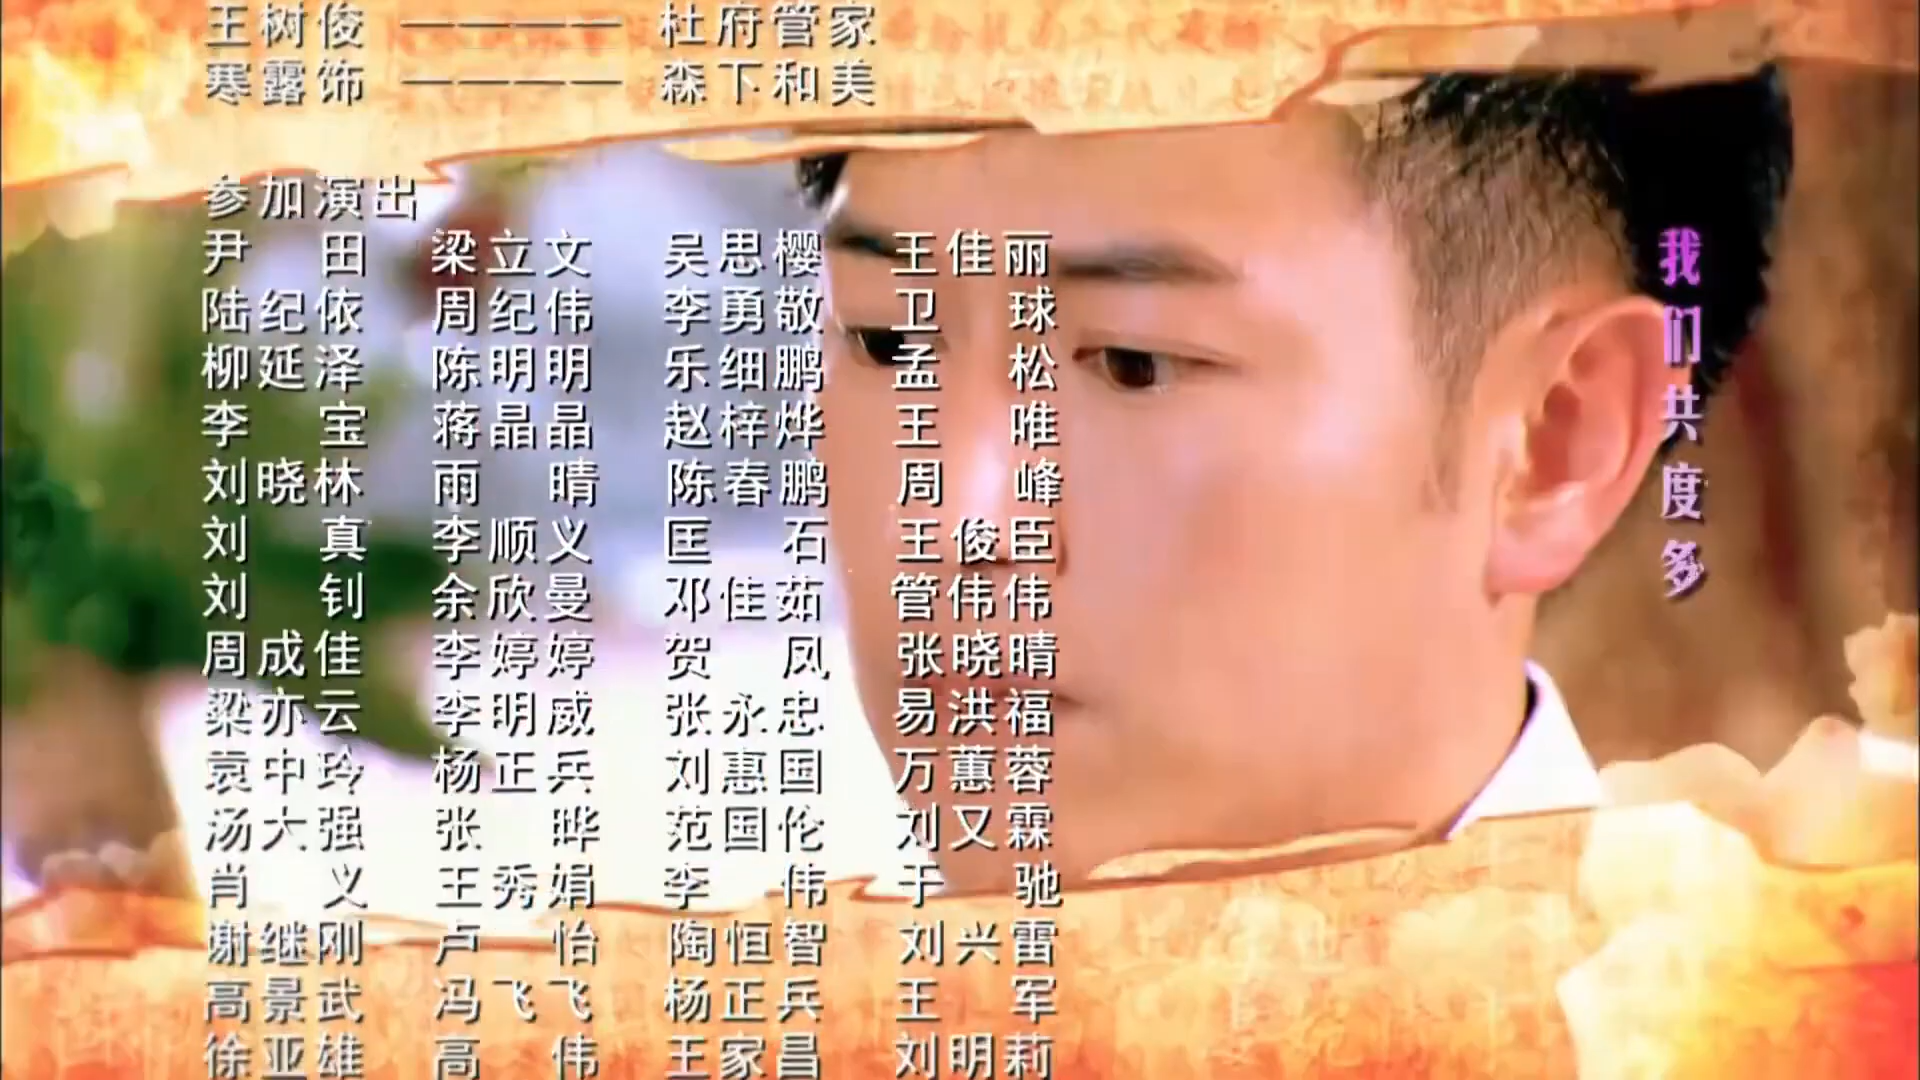 王树俊 ———— 杜府管家
寒露饰 ———— 森下和美
参加演出
尹田 梁立文 吴思樱 王佳丽
陆纪依 周纪伟 李勇敬 卫球
柳延泽 陈明明 乐细鹏 孟松
李宝 蒋晶晶 赵梓烨 王唯
刘晓林 雨晴 陈春鹏 周峰
刘真 李顺义 匡石 王俊臣
刘钊 余欣曼 邓佳茹 管伟伟
周成佳 李婷婷 贺凤 张晓晴
梁亦云 李明威 张永忠 易洪福
袁中玲 杨正兵 刘惠国 万蕙蓉
汤大强 张晔 范国伦 刘又霖
肖义 王秀娟 李伟 于驰
谢继刚 卢怡 陶恒智 刘兴雷
高景武 冯飞飞 杨正兵 王军
徐亚雄 高伟 王家昌 刘明莉
我们共度多